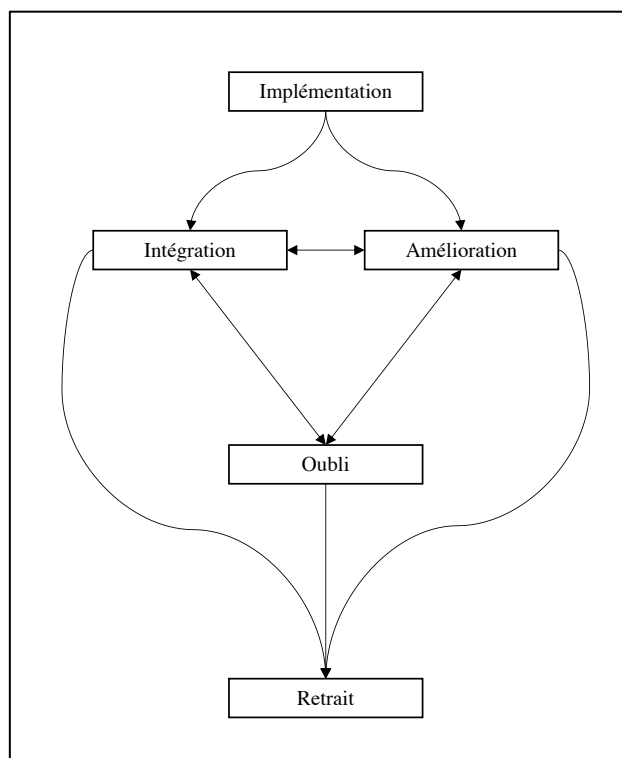 Implémentation
Intégration
Amélioration
Oubli
Retrait